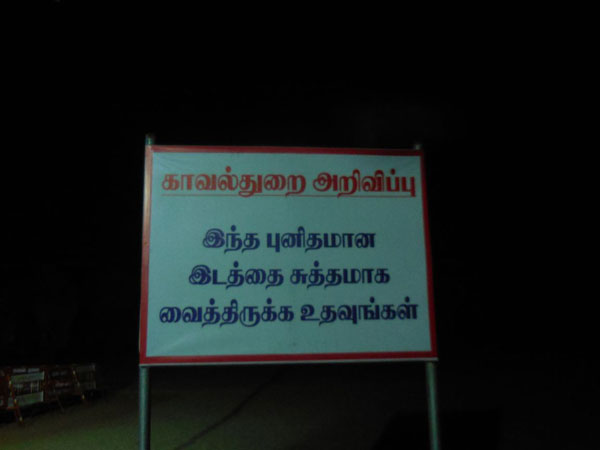 காவல்துறை அறிவிப்பு
இந்த புனிதமான
இடத்தை சுத்தமாக
வைத்திருக்க உதவுங்கள்